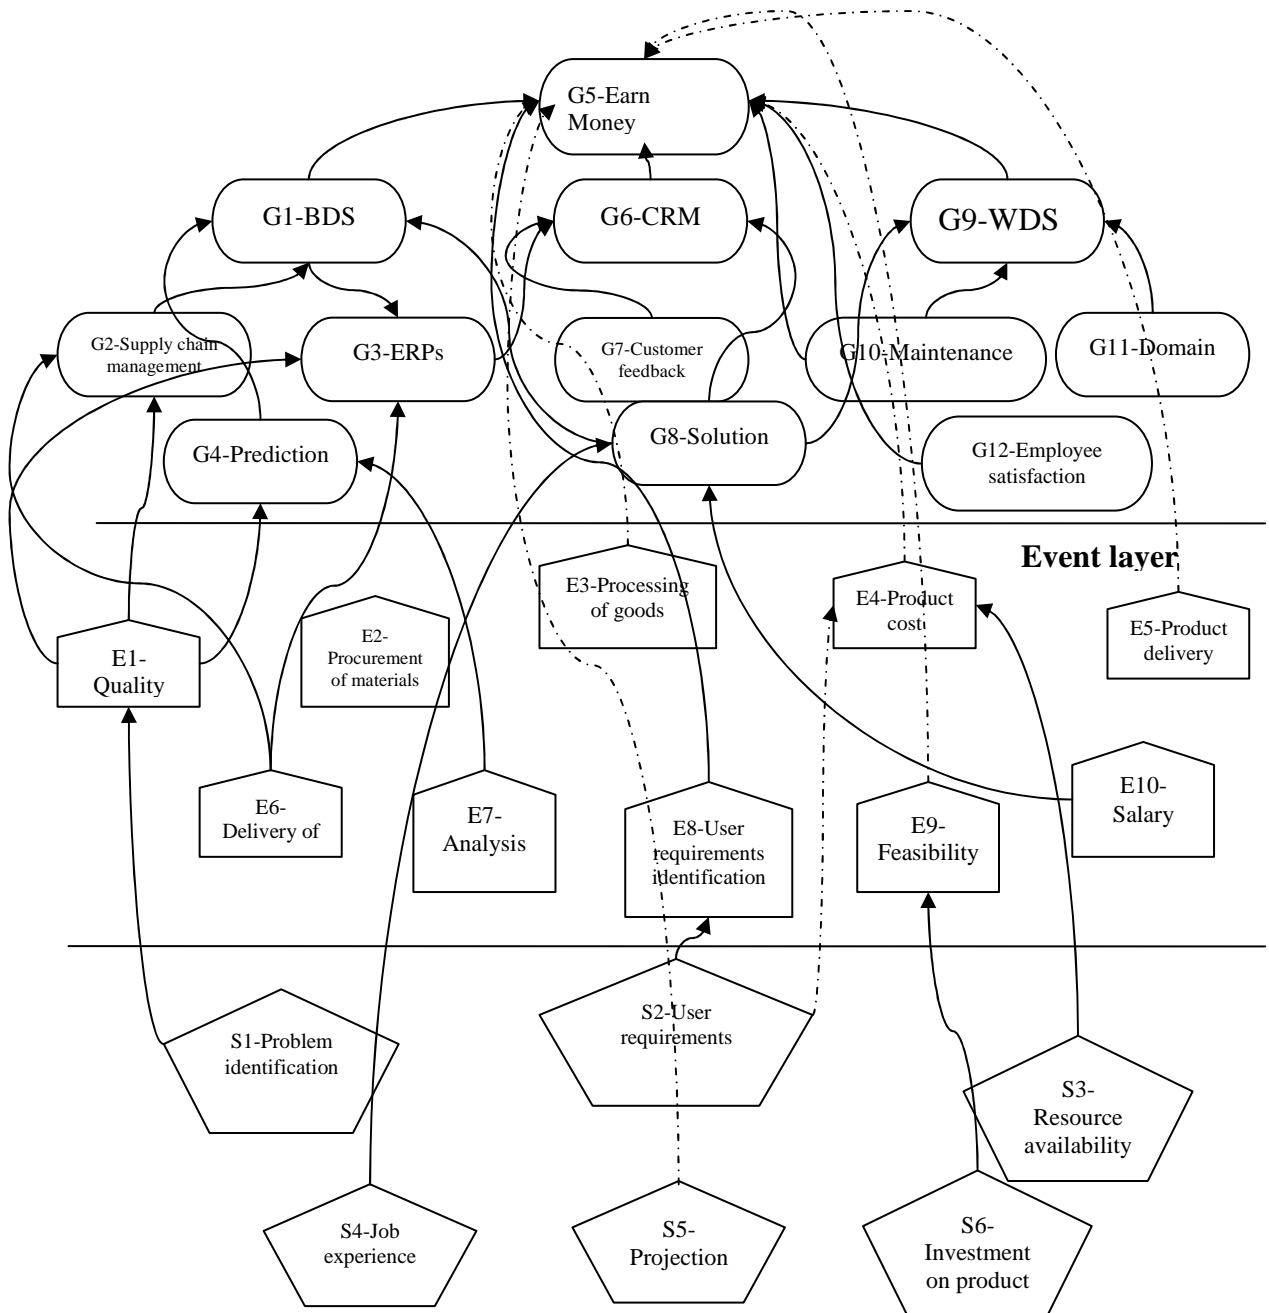 G5-Earn
Money
G1-BDS
G6-CRM
G9-WDS
G2-Supply chain
management
G3-ERPs
G7-Customer
feedback
G10-Maintenance
G11-Domain
G4-Prediction
G8-Solution
G12-Employee
satisfaction
Event layer
E1-
Quality
E2-
Procurement
of materials
E3-Processing
of goods
E4-Product
cost
E5-Product
delivery
E6-
Delivery of
E7-
Analysis
E8-User
requirements
identification
E9-
Feasibility
E10-
Salary
S1-Problem
identification
S2-User
requirements
S3-
Resource
availability
S4-Job
experience
S5-
Projection
S6-
Investment
on product